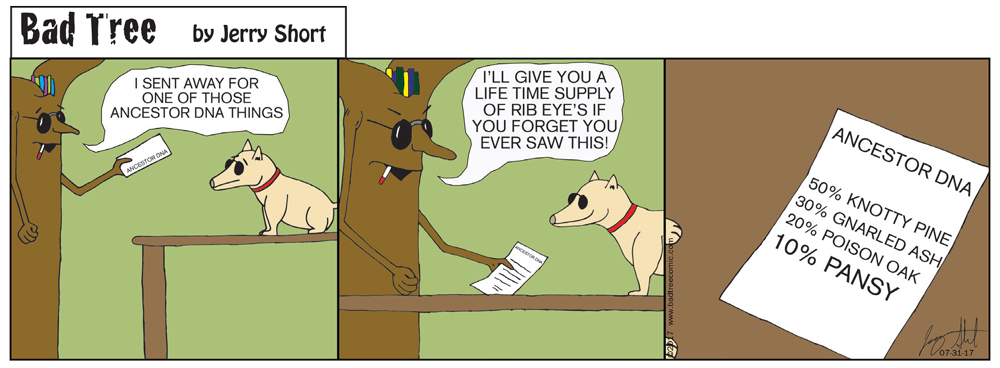 Bad Tree by Jerry Short
I SENT AWAY FOR
ONE OF THOSE
ANCESTOR DNA THINGS
ANCESTOR DNA
I'LL GIVE YOU A
LIFE TIME SUPPLY
OF RIB EYE'S IF
YOU FORGET YOU
EVER SAW THIS!
ANCESTOR DNA
www.badtreecomic.com
ANCESTOR DNA
50% KNOTTY PINE
30% GNARLED ASH
20% POISON OAK
10% PANSY
07-31-17